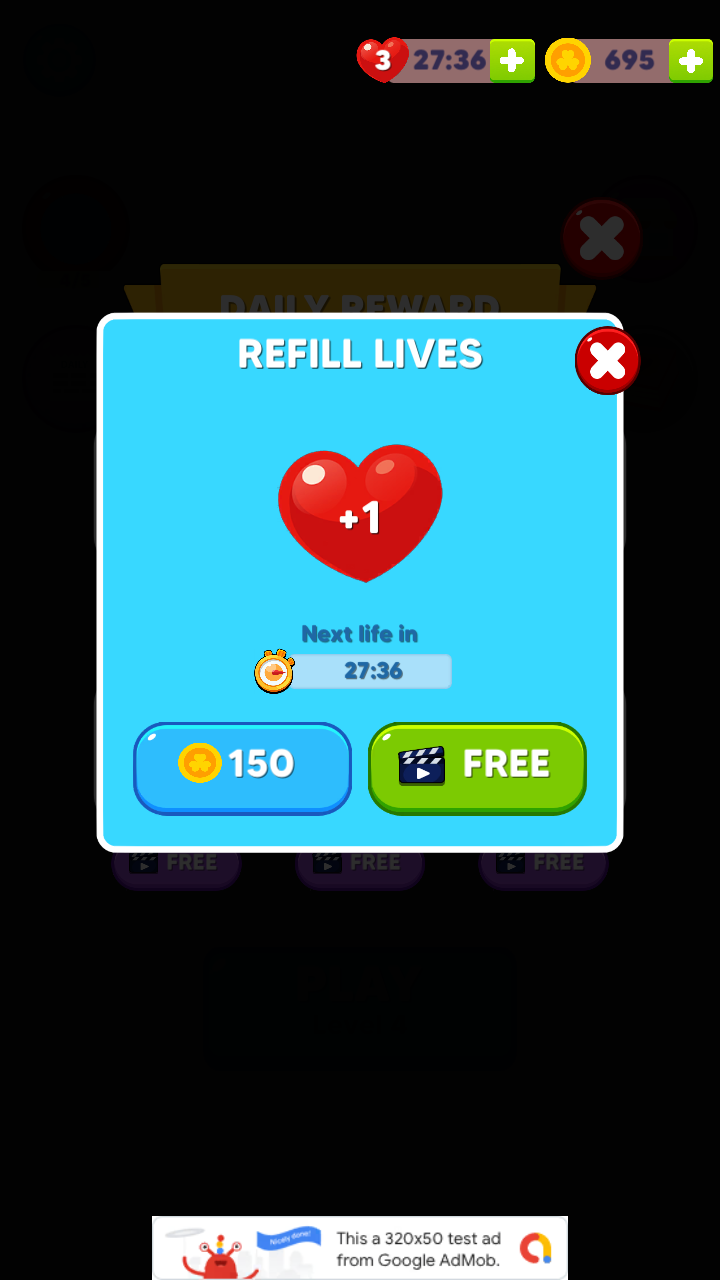 3 27:36 695
DAILY REWARD
REFILL LIVES
+1
Next life in
27:36
150 FREE
FREE FREE FREE
PLAY
Nicely done!
This a 320x50 test ad
from Google AdMob.